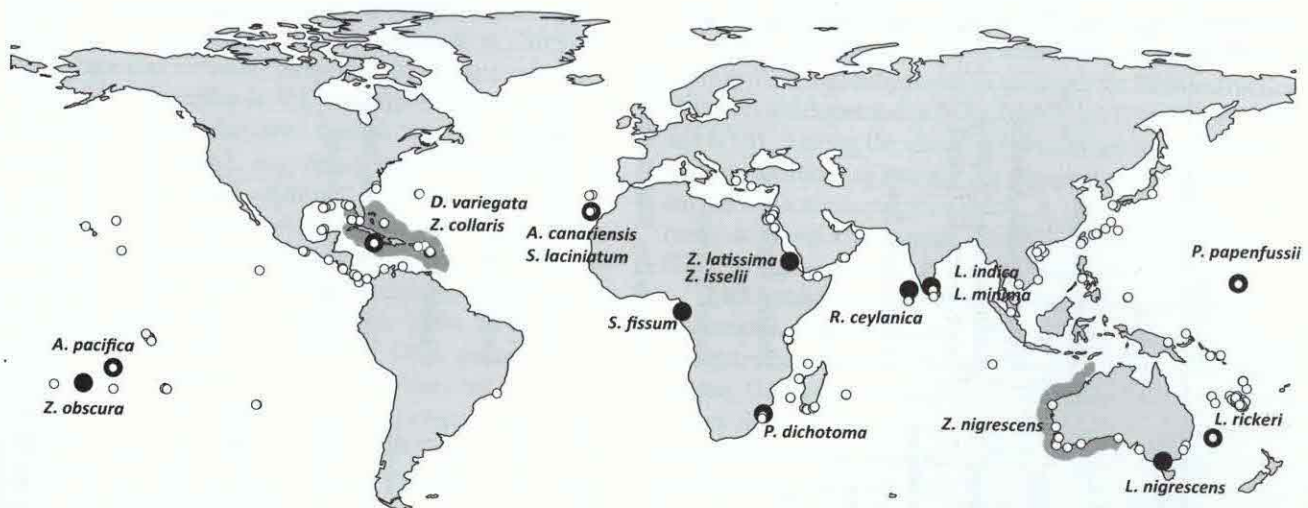 D. variegata
Z. collaris
A. canariensis
S. laciniatum
Z. latissima
Z. isselii
L. indica
L. minima
P. papenfussii
R. ceylanica
S. fissum
A. pacifica
Z. obscura
P. dichotoma
Z. nigrescens
L. rickeri
L. nigrescens